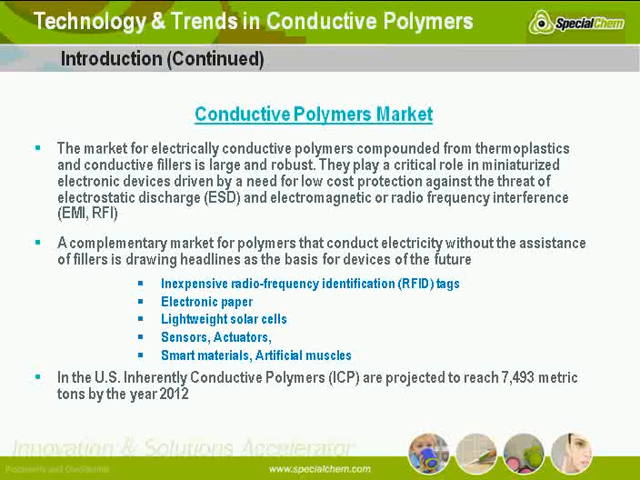 Technology & Trends in Conductive Polymers
SpecialChem
Introduction (Continued)
Conductive Polymers Market
The market for electrically conductive polymers compounded from thermoplastics
and conductive fillers is large and robust. They play a critical role in miniaturized
electronic devices driven by a need for low cost protection against the threat of
electrostatic discharge (ESD) and electromagnetic or radio frequency interference
(EMI, RFI)
A complementary market for polymers that conduct electricity without the assistance
of fillers is drawing headlines as the basis for devices of the future
Inexpensive radio-frequency identification (RFID) tags
Electronic paper
Lightweight solar cells
Sensors, Actuators,
Smart materials, Artificial muscles
In the U.S. Inherently Conductive Polymers (ICP) are projected to reach 7,493 metric
tons by the year 2012
Innovation & Solutions Accelerator
Proprietary and Confidential
www.specialchem.com